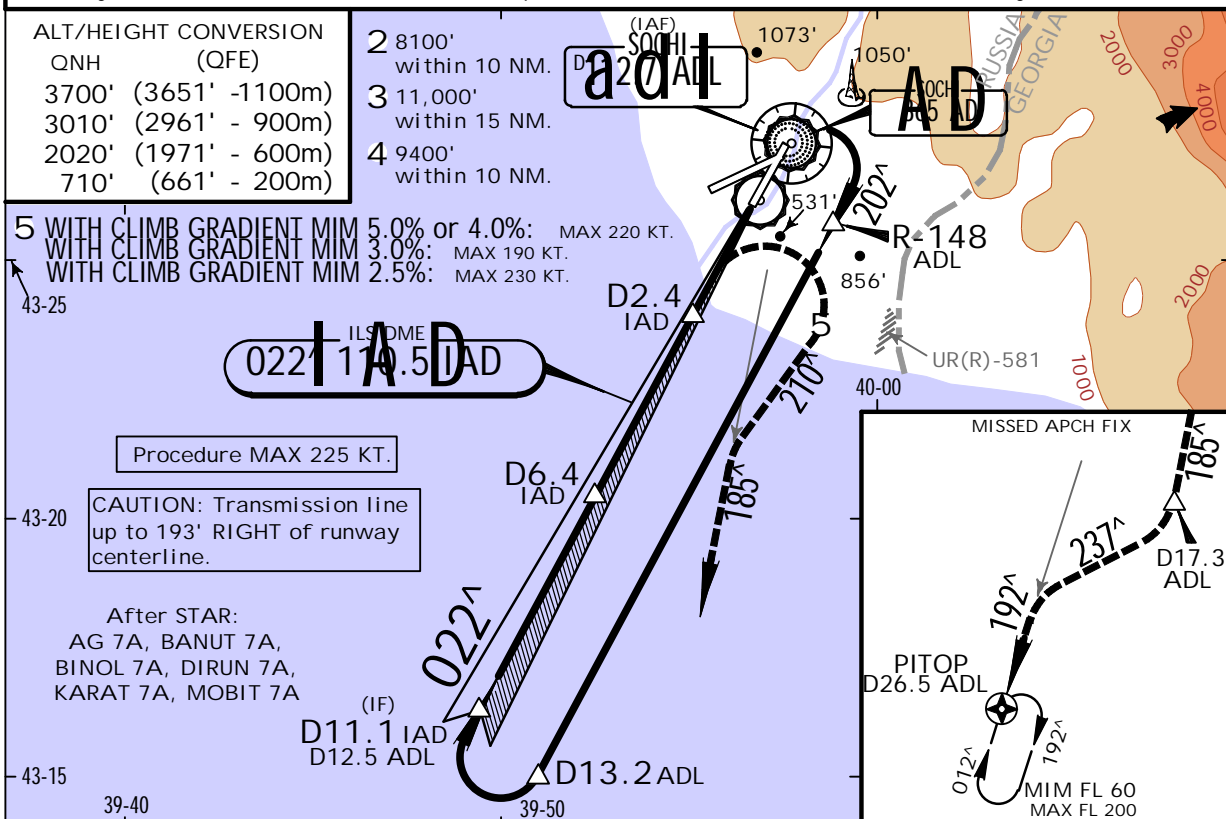 ALT/HEIGHT CONVERSION
QNH (QFE)
3700' (3651' -1100m)
3010' (2961' - 900m)
2020' (1971' - 600m)
710' (661' - 200m)
2 8100'
within 10 NM.
3 11,000'
within 15 NM.
4 9400'
within 10 NM.
5 WITH CLIMB GRADIENT MIM 5.0% or 4.0%: MAX 220 KT.
WITH CLIMB GRADIENT MIM 3.0%: MAX 190 KT.
WITH CLIMB GRADIENT MIM 2.5%: MAX 230 KT.
(IAF)
SOCHI
adl
ADL
1073'
1050'
AD
RUSSIA
GEORGIA
2000
3000
4000
202^
531'
R-148
ADL
856'
43-25
D2.4
IAD
5
2000
ILS DME
022^ 110.5 IAD
I A D
210^
UR(R)-581
1000
40-00
Procedure MAX 225 KT.
D6.4
IAD
185^
CAUTION: Transmission line
up to 193' RIGHT of runway
centerline.
43-20
After STAR:
AG 7A, BANUT 7A,
BINOL 7A, DIRUN 7A,
KARAT 7A, MOBIT 7A
022^
(IF)
D11.1 IAD
D12.5 ADL
D13.2 ADL
43-15
39-40
39-50
MISSED APCH FIX
185^
237^
D17.3
ADL
192^
PITOP
D26.5 ADL
012^
192^
MIM FL 60
MAX FL 200